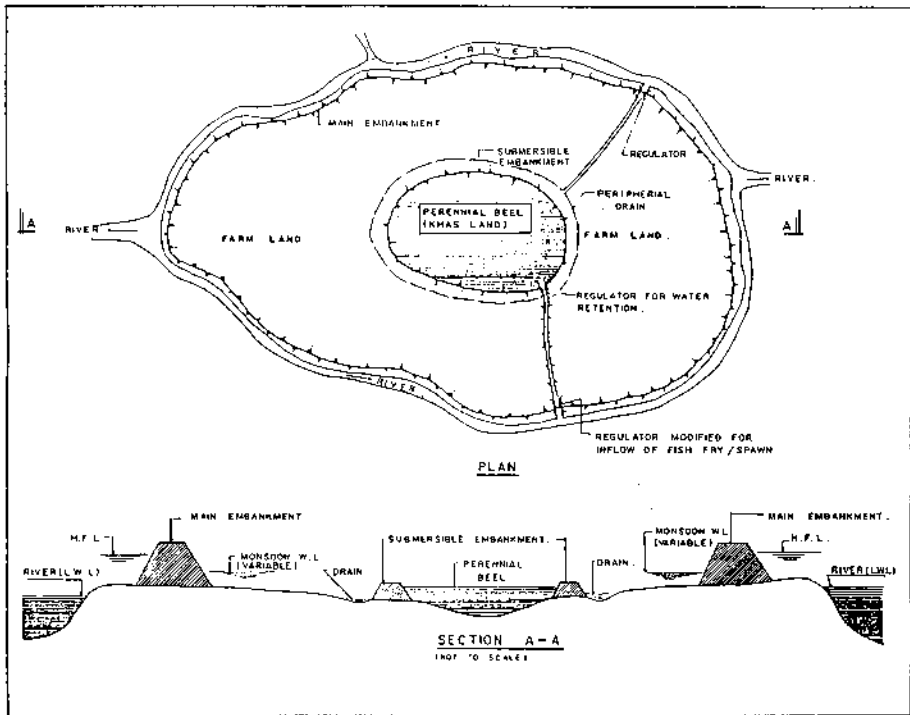 RIVER
MAIN EMBANKMENT
SUBMERSIBLE
EMBANKMENT
REGULATOR
RIVER.
PERIPHERIAL
DRAIN
PERENNIAL BEEL
(KHAS LAND)
A
A
RIVER
FARM LAND
FARM LAND.
REGULATOR FOR WATER
RETENTION.
RIVER
REGULATOR MODIFIED FOR
INFLOW OF FISH FRY/SPAWN
PLAN
MAIN EMBANKMENT
MAIN EMBANKMENT.
H.F.L
SUBMERSIBLE EMBANKMENT.
MONSOON W.L
(VARIABLE)
H.F.L.
MONSOON W.L
(VARIABLE)
DRAIN
PERENNIAL
BEEL
DRAIN.
RIVER(L.W.L)
RIVER(LWL)
SECTION A-A
(NOT TO SCALE)